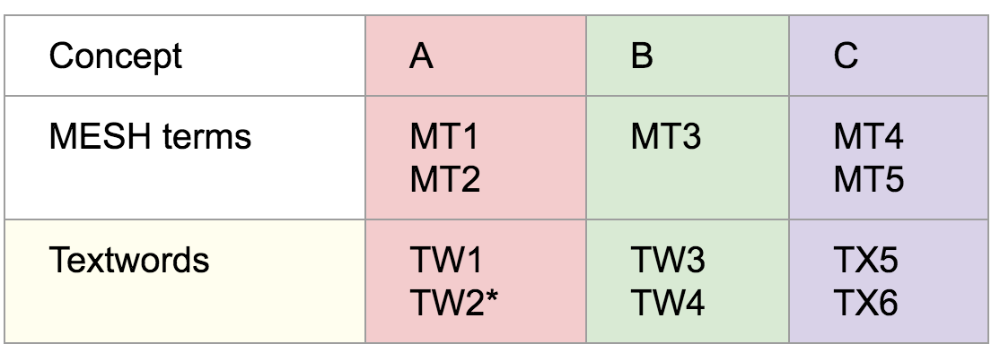 Concept A B C
MESH terms MT1 MT3 MT4
MT2 MT5
Textwords TW1 TW3 TX5
TW2* TW4 TX6